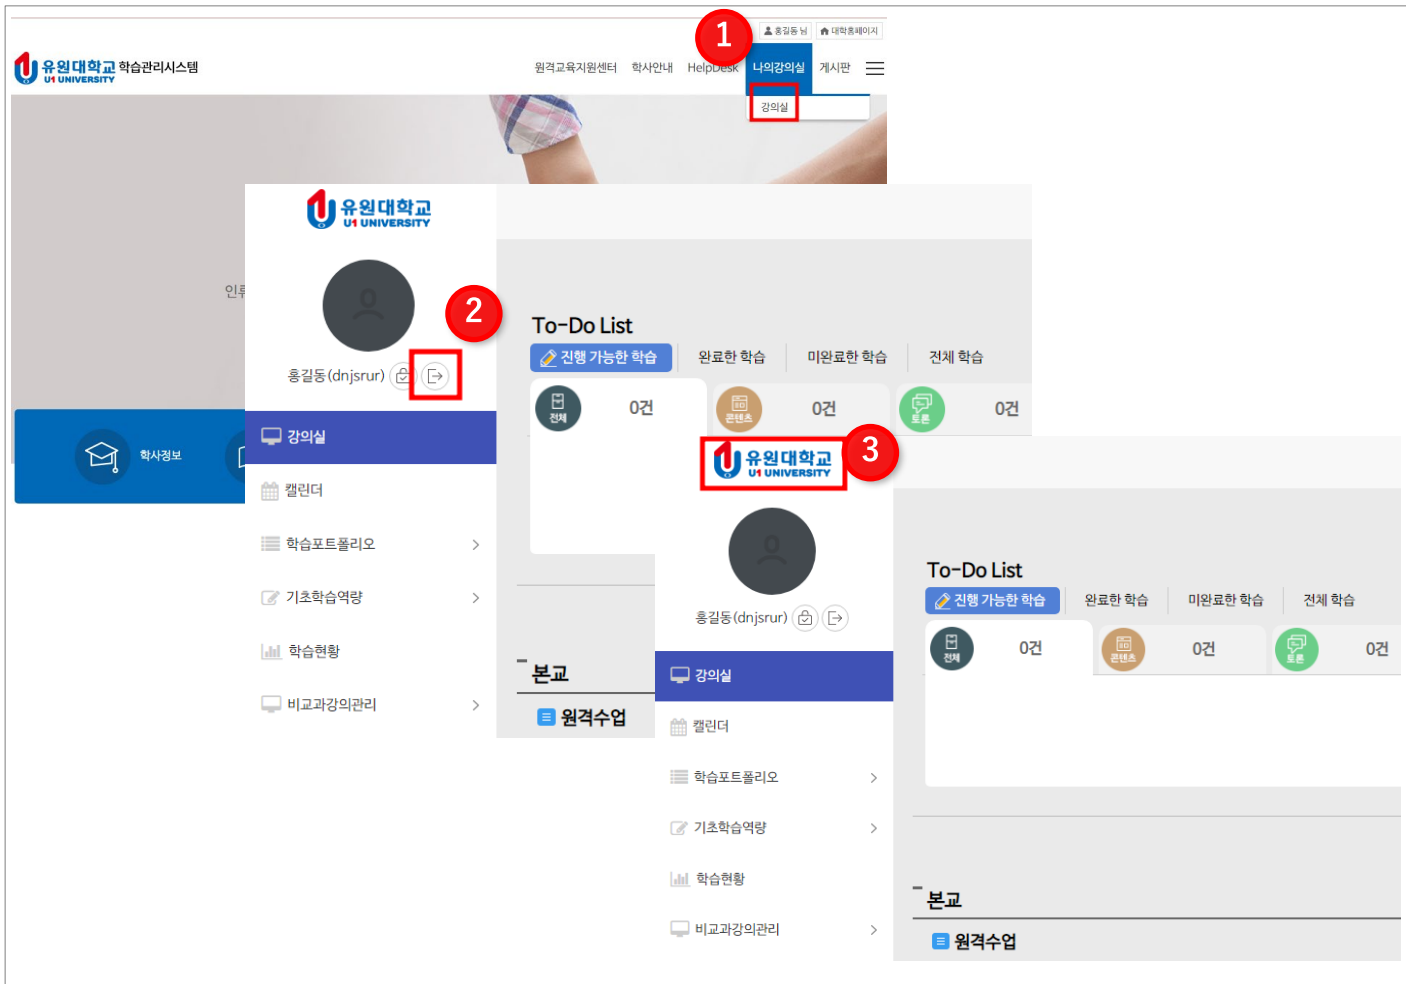 홍길동 님
대학홈페이지
1
유원대학교 학습관리시스템
U1 UNIVERSITY
원격교육지원센터
학사안내
HelpDesk
나의강의실
게시판
강의실
학사정보
유원대학교
U1 UNIVERSITY
2
홍길동(dnjsrur)
강의실
캘린더
학습포트폴리오
기초학습역량
학습현황
비교과강의관리
To-Do List
진행 가능한 학습
완료한 학습
미완료한 학습
전체 학습
전체
0건
콘텐츠
0건
토론
0건
본교
원격수업
유원대학교
U1 UNIVERSITY
3
홍길동(dnjsrur)
강의실
캘린더
학습포트폴리오
기초학습역량
학습현황
비교과강의관리
To-Do List
진행 가능한 학습
완료한 학습
미완료한 학습
전체 학습
전체
0건
콘텐츠
0건
토론
0건
본교
원격수업